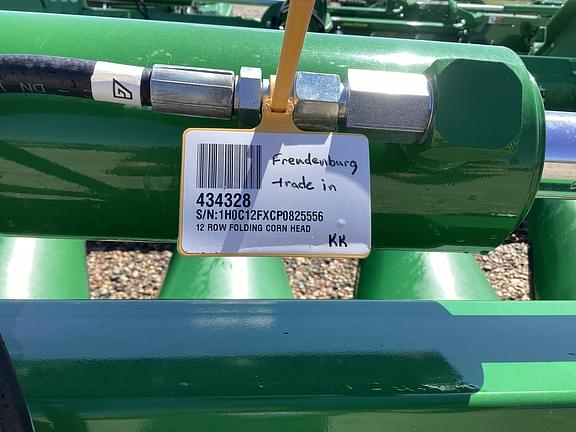 Frendenburg
trade in
434328
S/N:1H0C12FXCP0825556
12 ROW FOLDING CORN HEAD
KK